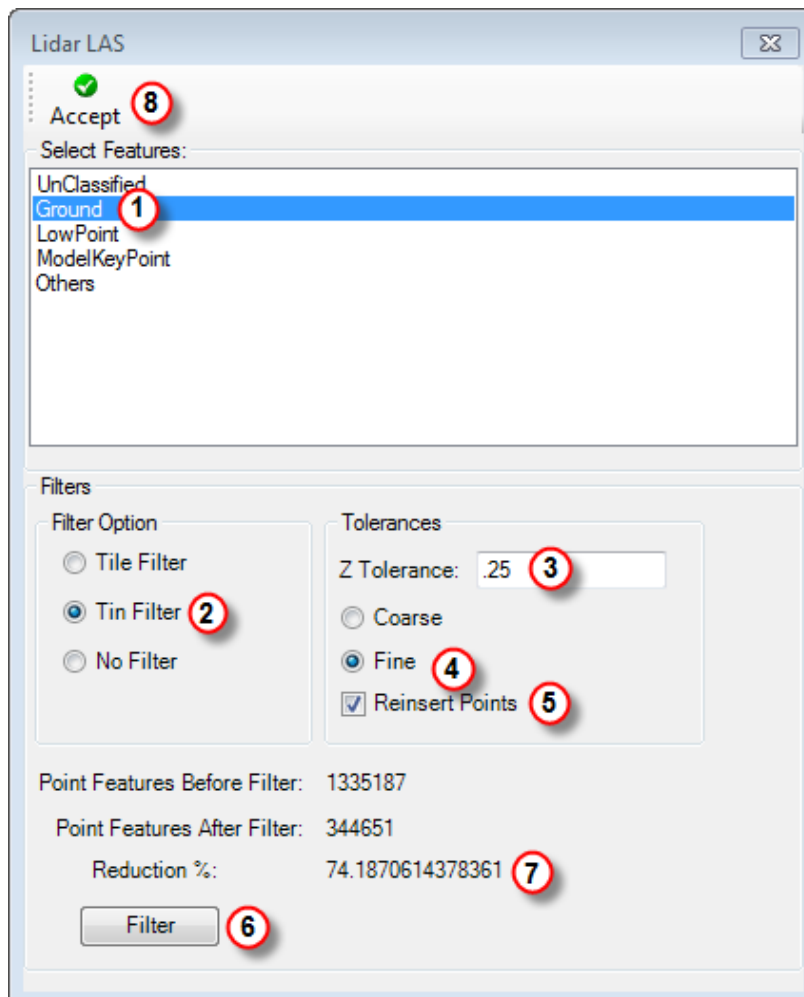 Lidar LAS
Accept 8
Select Features:
UnClassified
Ground 1
LowPoint
ModelKeyPoint
Others
Filters
Filter Option
Tile Filter
Tin Filter 2
No Filter
Tolerances
Z Tolerance: .25 3
Coarse
Fine 4
Reinsert Points 5
Point Features Before Filter: 1335187
Point Features After Filter: 344651
Reduction %: 74.1870614378361 7
Filter 6